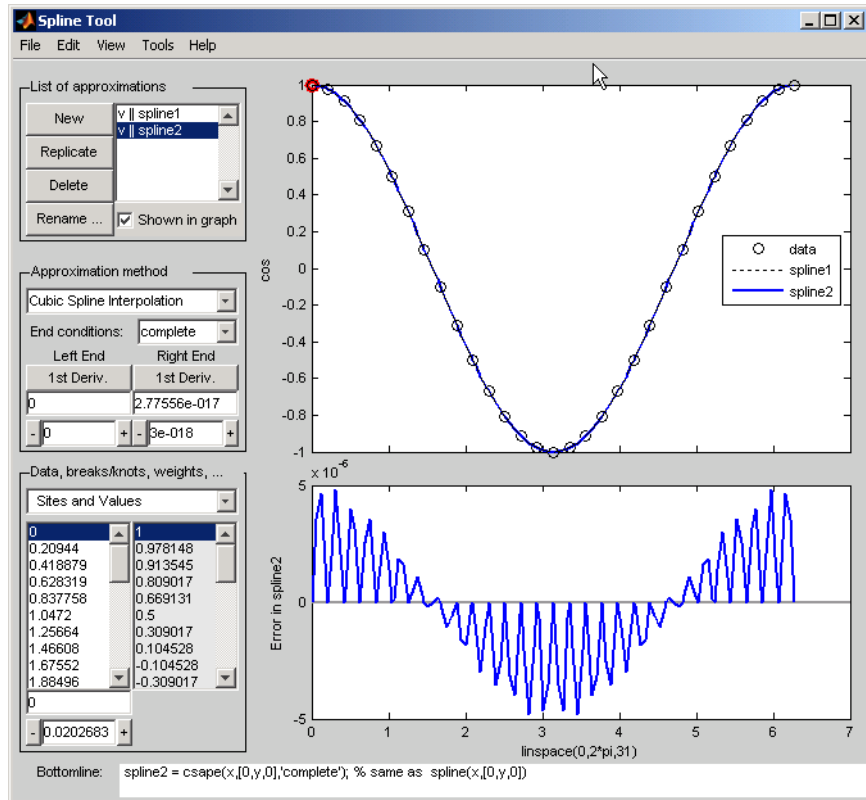 Spline Tool
File Edit View Tools Help
List of approximations
New
Replicate
Delete
Rename ...
v || spline1
v || spline2
Shown in graph
Approximation method
Cubic Spline Interpolation
End conditions: complete
Left End Right End
1st Deriv. 1st Deriv.
0 2.77556e-017
- 0 + - 3e-018 +
Data, breaks/knots, weights, ...
Sites and Values
0 1
0.20944 0.978148
0.418879 0.913545
0.628319 0.809017
0.837758 0.669131
1.0472 0.5
1.25664 0.309017
1.46608 0.104528
1.67552 -0.104528
1.88496 -0.309017
0
- 0.0202683 +
cos
1
0.8
0.6
0.4
0.2
0
-0.2
-0.4
-0.6
-0.8
-1
data
spline1
spline2
x 10^-6
Error in spline2
5
0
-5
0 1 2 3 4 5 6 7
linspace(0,2*pi,31)
Bottomline: spline2 = csape(x,[0,y,0],'complete'); % same as spline(x,[0,y,0])